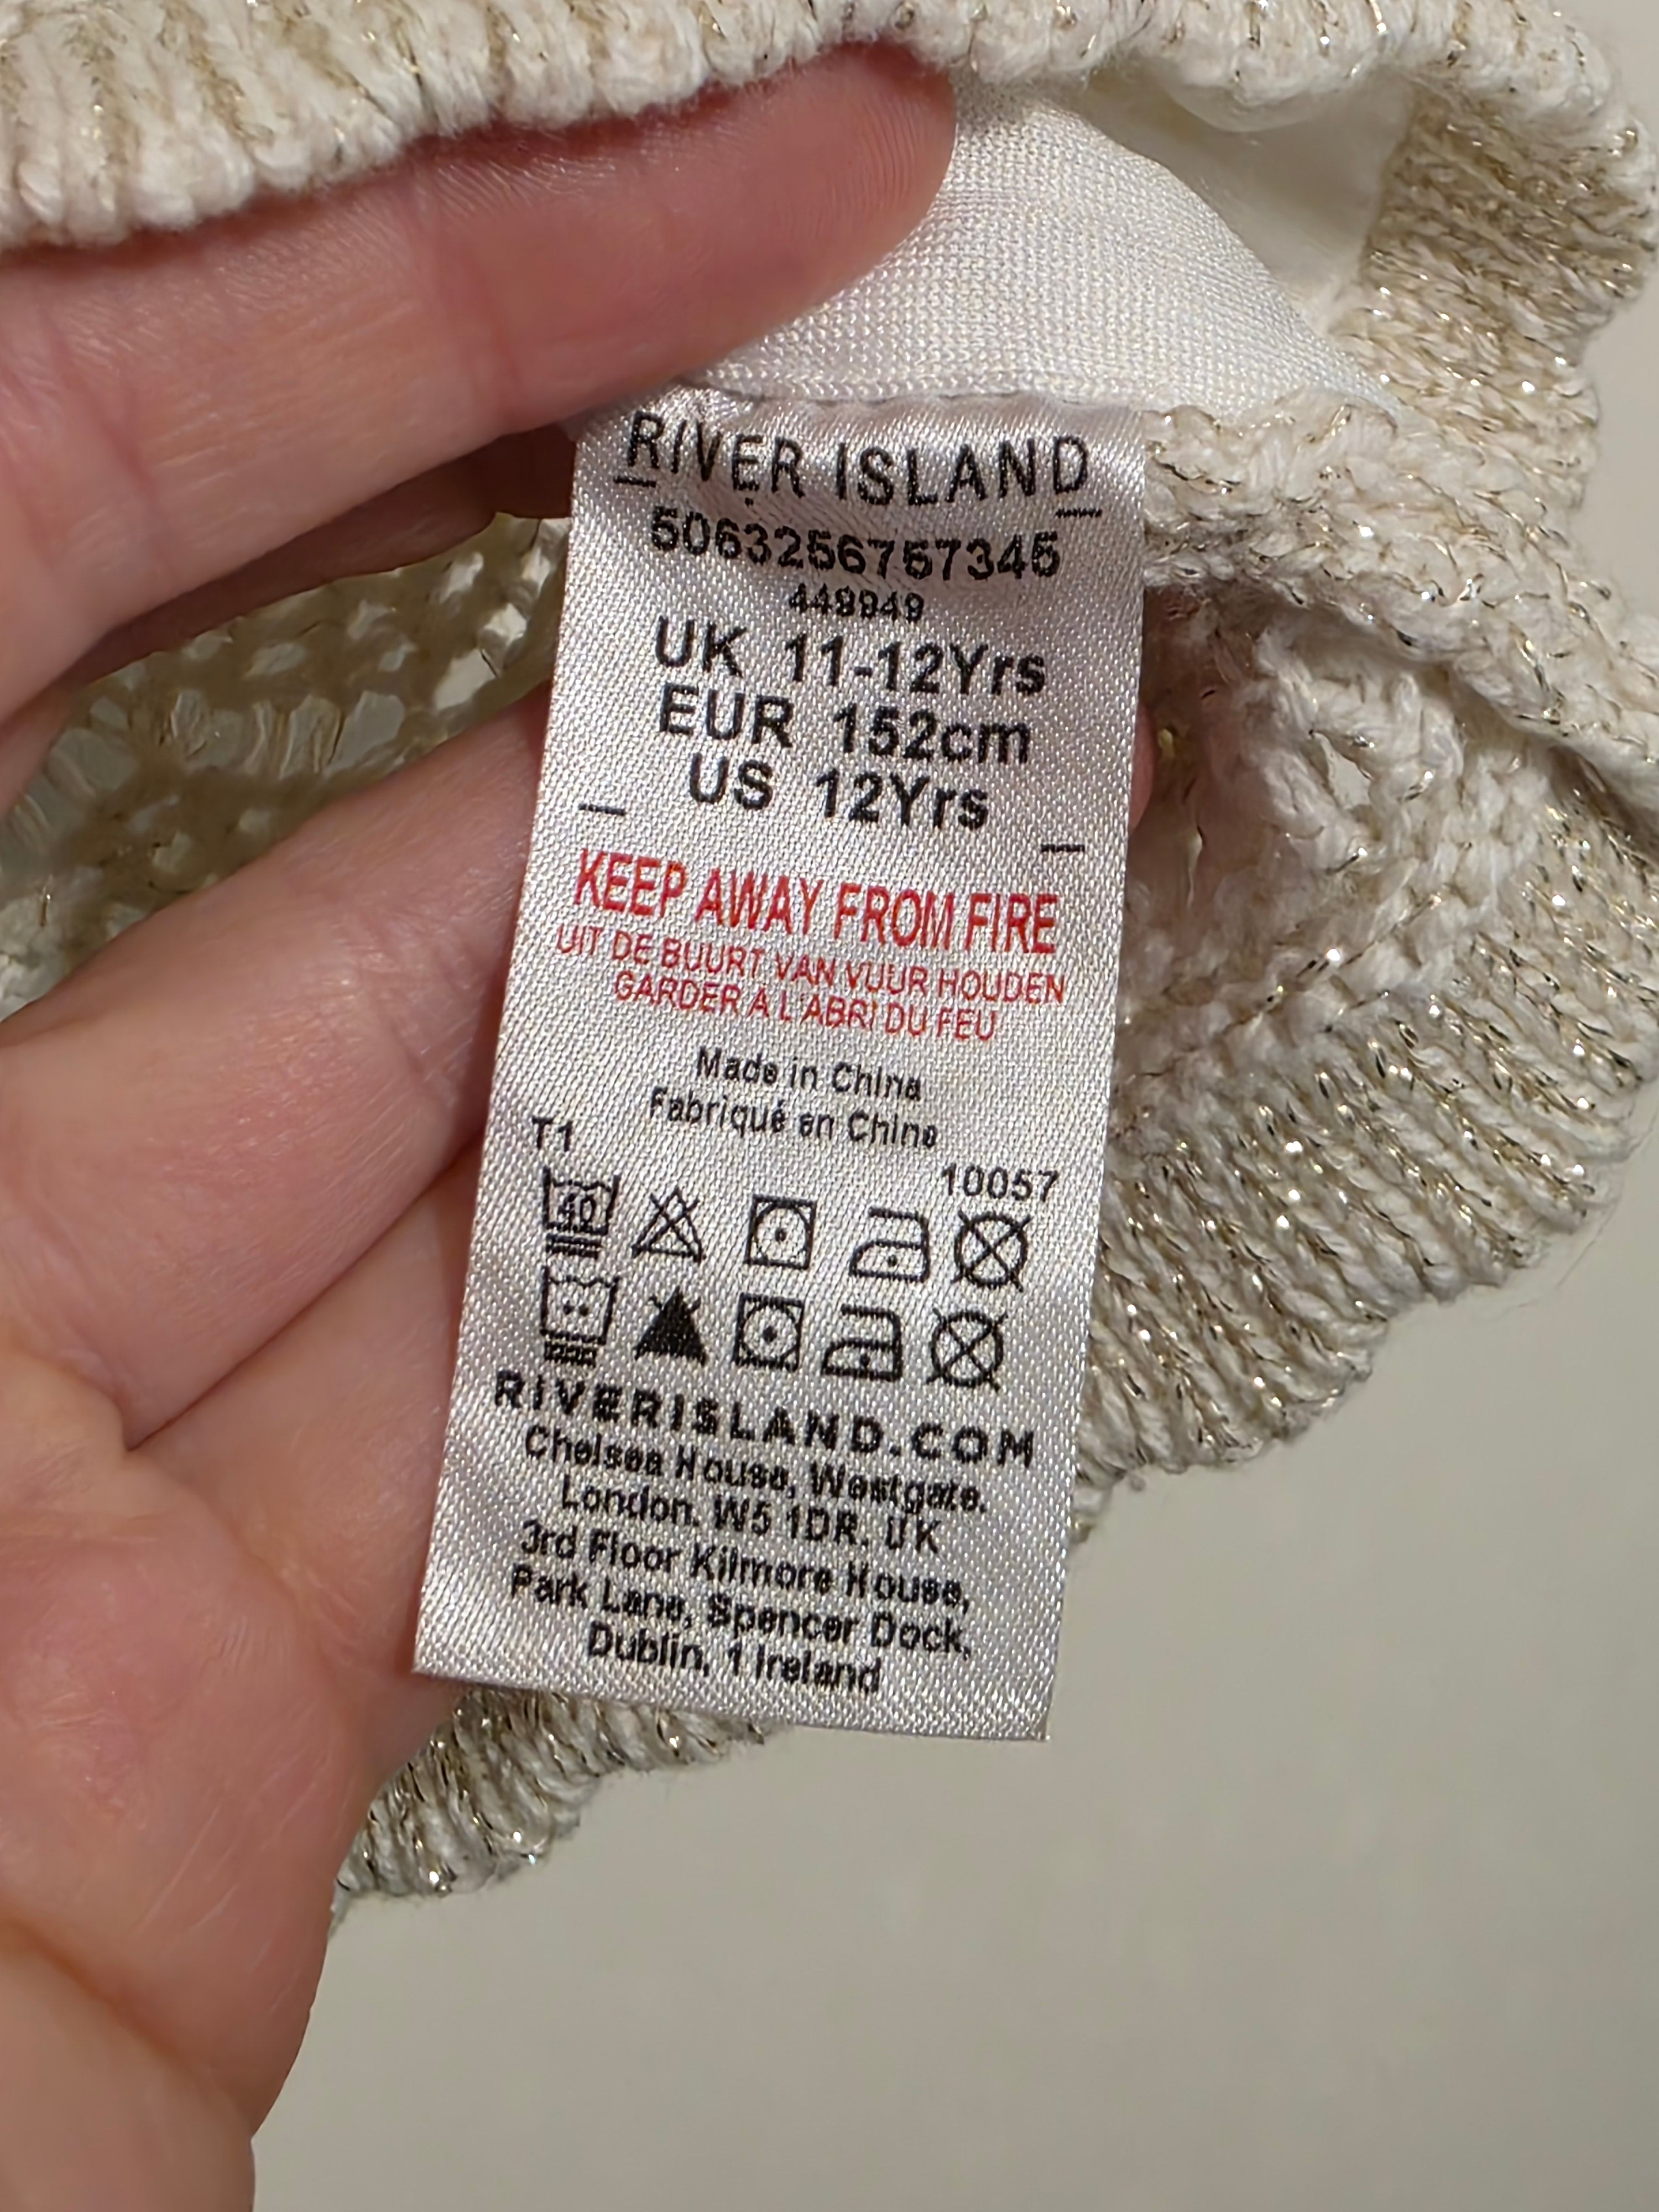 RIVER ISLAND
5063256757345
449949
UK 11-12Yrs
EUR 152cm
US 12Yrs
KEEP AWAY FROM FIRE
UIT DE BUURT VAN VUUR HOUDEN
GARDER A L'ABRI DU FEU
Made in China
Fabriqué en China
T1
10057
40
RIVERISLAND.COM
Chelsea House, Westgate.
London. W5 1DR. UK
3rd Floor Kilmore House,
Park Lane, Spencer Dock,
Dublin, 1 Ireland